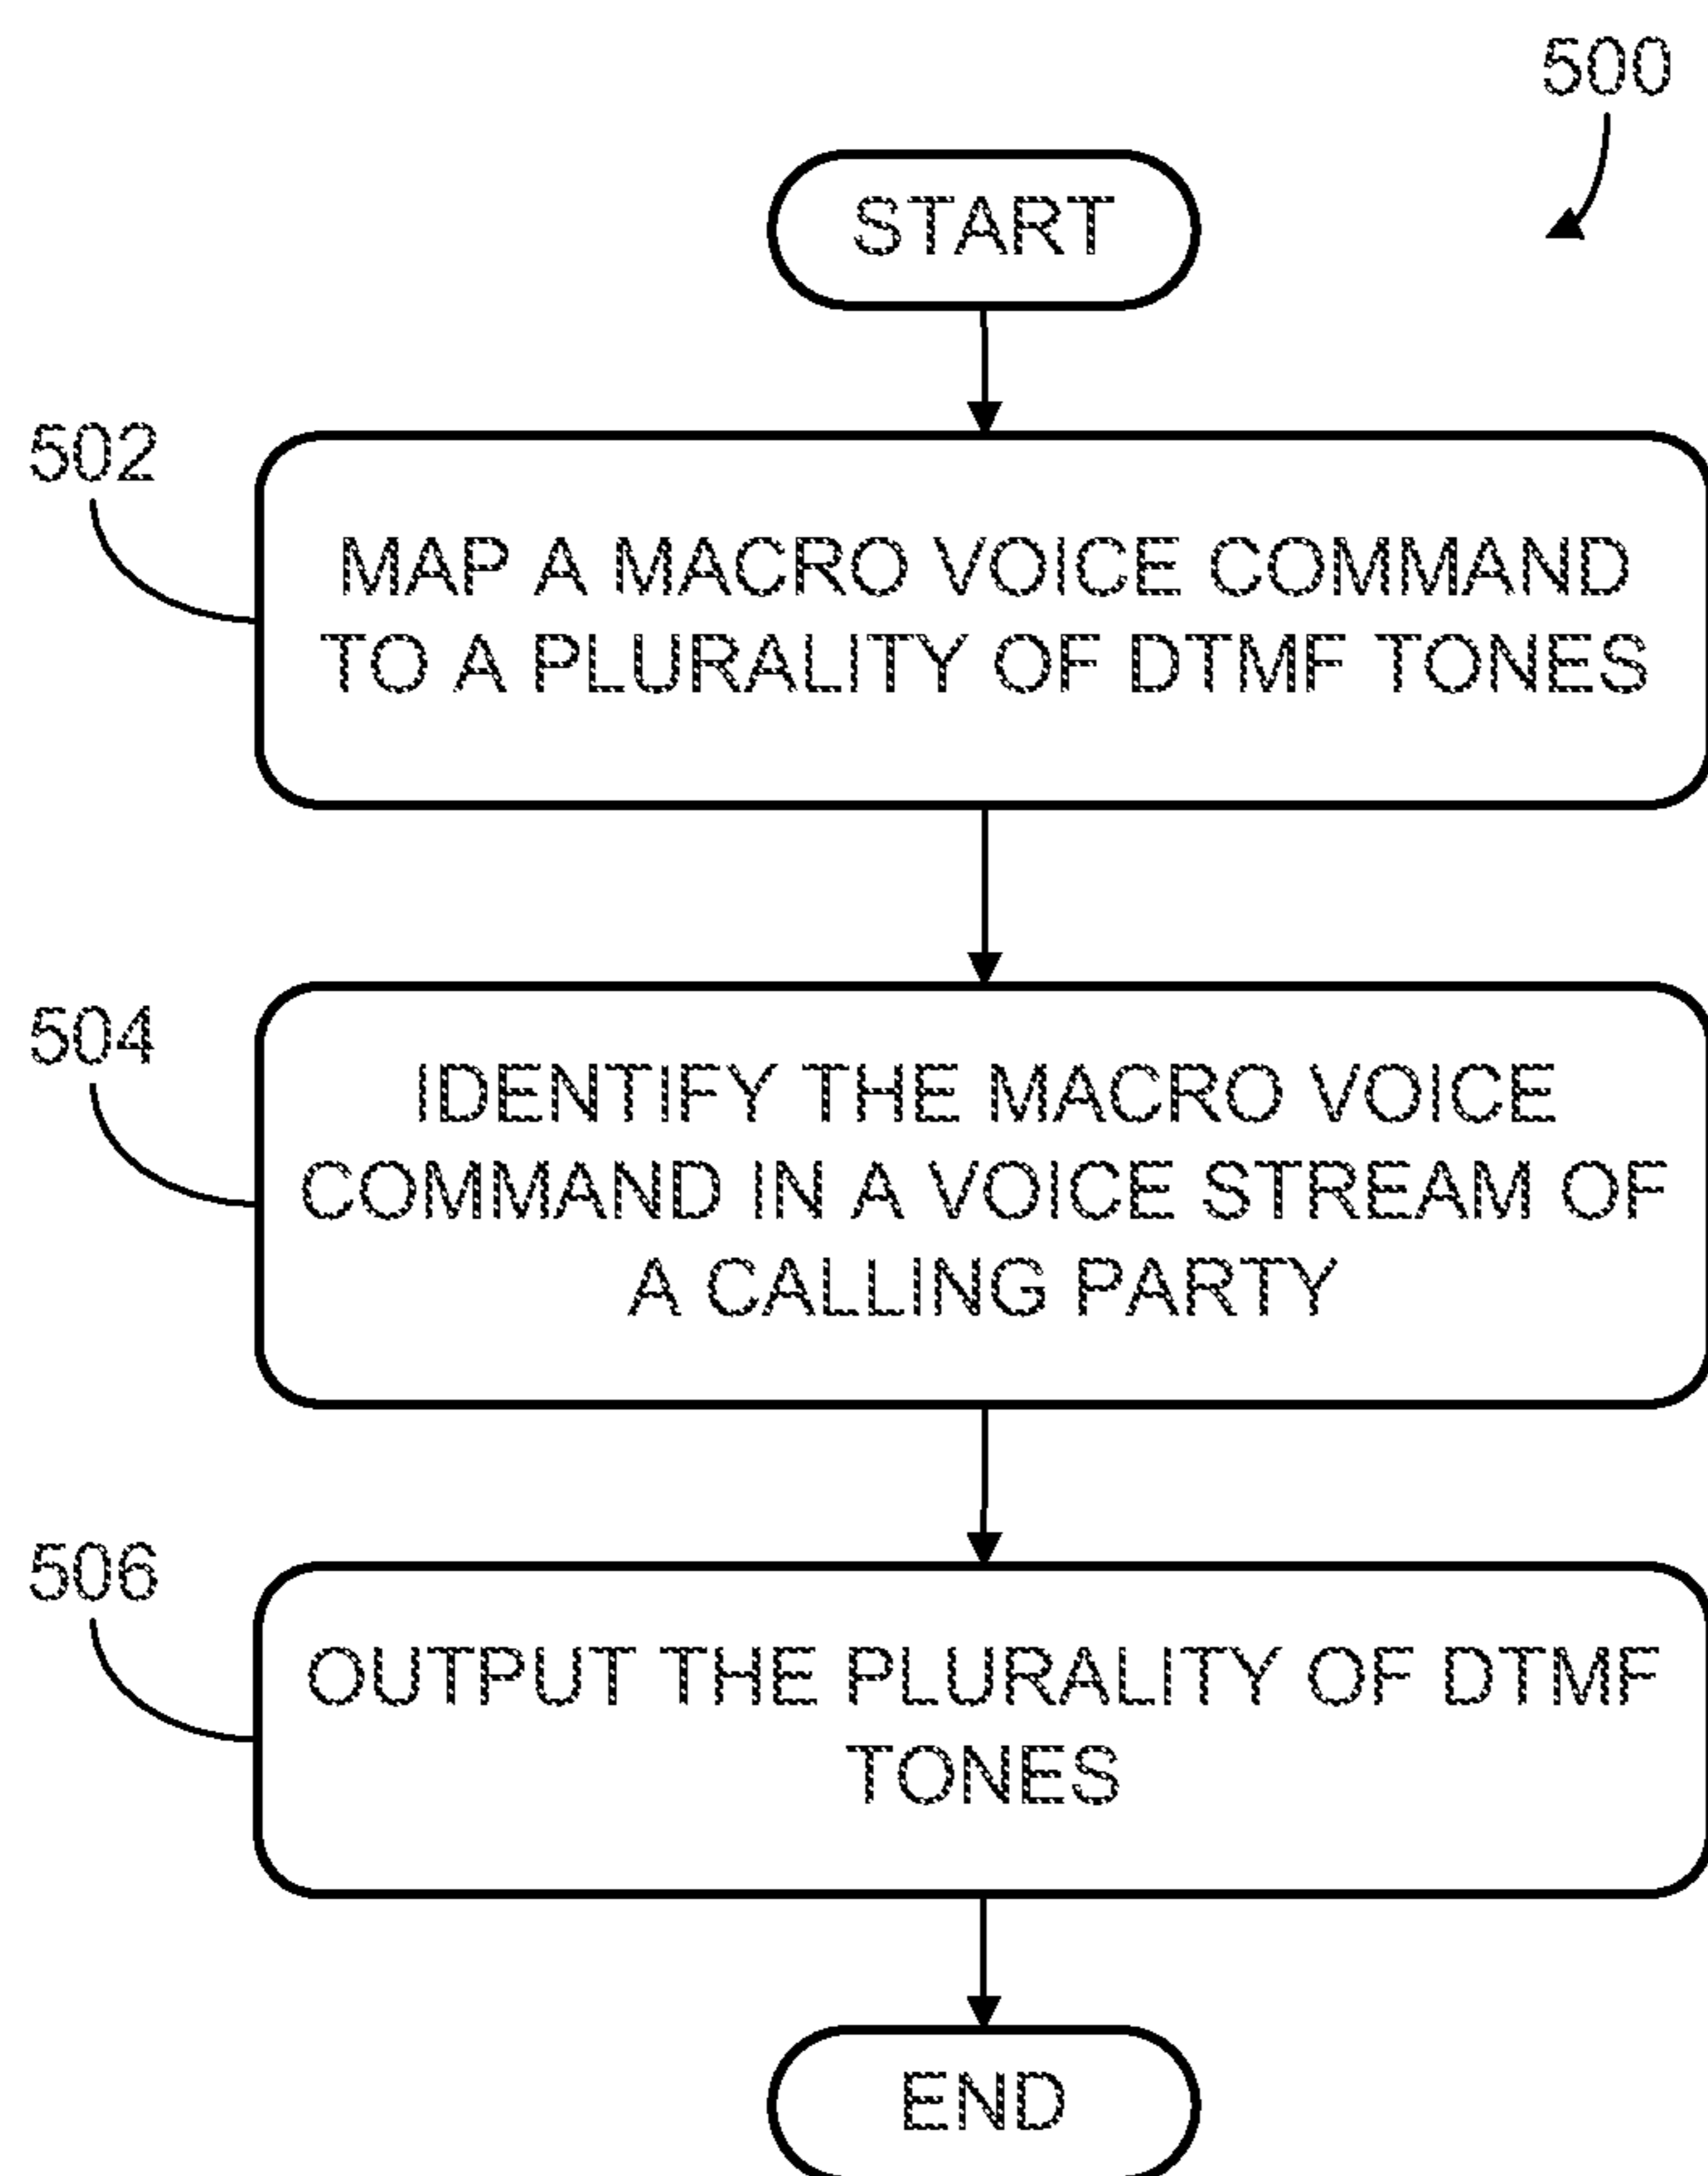 500
START
502
MAP A MACRO VOICE COMMAND
TO A PLURALITY OF DTMF TONES
504
IDENTIFY THE MACRO VOICE
COMMAND IN A VOICE STREAM OF
A CALLING PARTY
506
OUTPUT THE PLURALITY OF DTMF
TONES
END